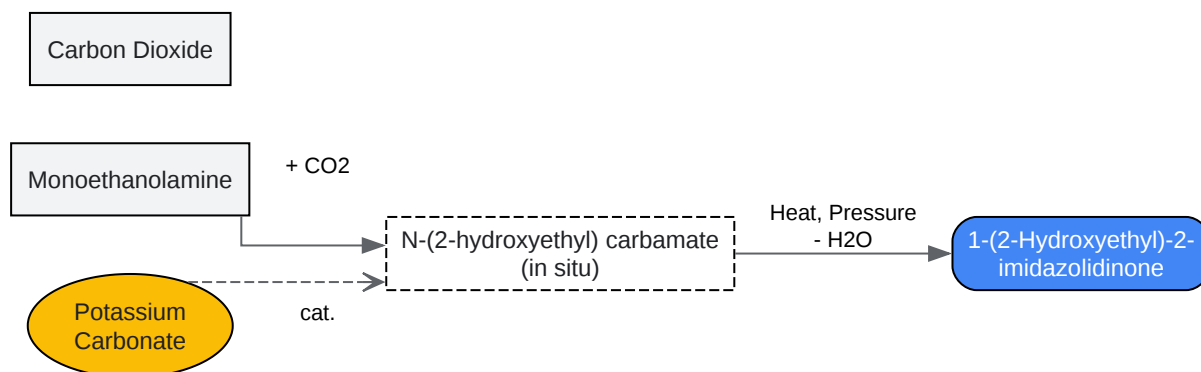 Carbon Dioxide
Monoethanolamine
+ CO2
N-(2-hydroxyethyl) carbamate
(in situ)
Heat, Pressure
- H2O
1-(2-Hydroxyethyl)-2-
imidazolidinone
Potassium
Carbonate
cat.